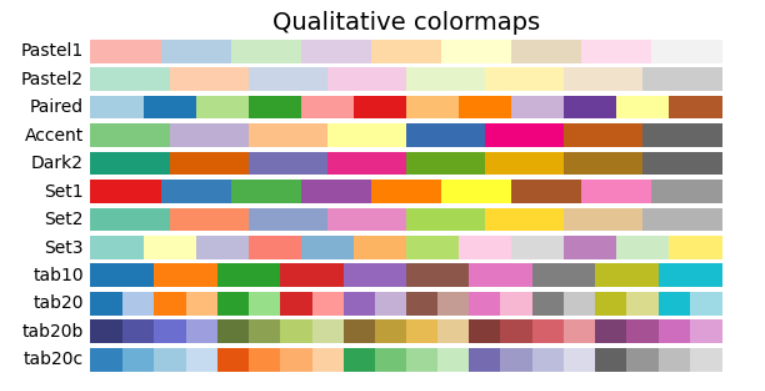 Qualitative colormaps
Pastel1
Pastel2
Paired
Accent
Dark2
Set1
Set2
Set3
tab10
tab20
tab20b
tab20c